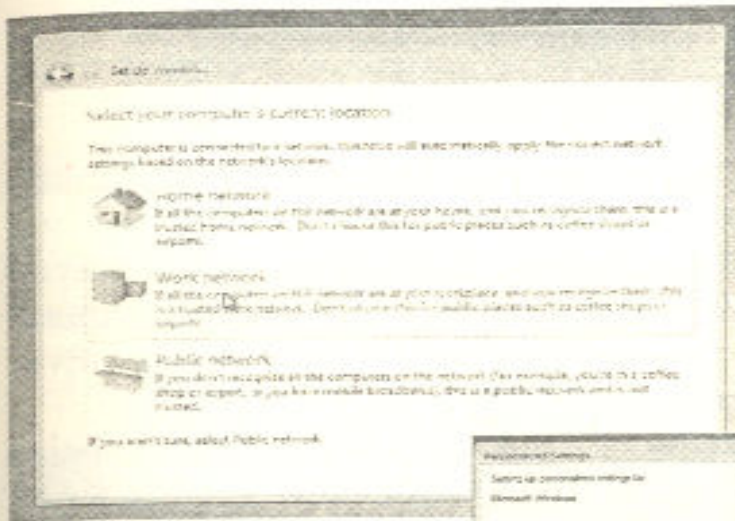 Set Up Windows
Select your computer's current location
This computer is connected to a network. Windows will automatically apply the correct network
settings based on the network's location.
Home network
If all the computers on this network are at your home, and you recognize them, this is a
trusted home network. Don't choose this for public places such as coffee shops or
airports.
Work network
If all the computers on this network are at your workplace, and you recognize them, this
is a trusted work network. Don't choose this for public places such as coffee shops or
airports.
Public network
If you don't recognize all the computers on the network (for example, you're in a coffee
shop or airport, or you have mobile broadband), this is a public network and is not
trusted.
If you aren't sure, select Public network.
Personalized Settings
Setting up personalized settings for:
Microsoft Windows